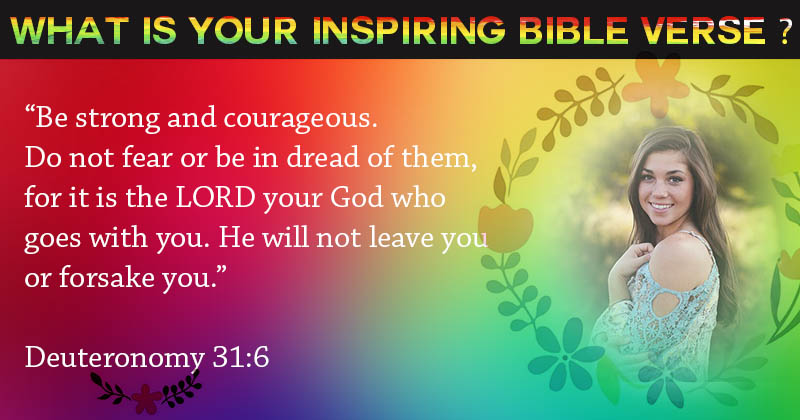 WHAT IS YOUR INSPIRING BIBLE VERSE ?
“Be strong and courageous.
Do not fear or be in dread of them,
for it is the LORD your God who
goes with you. He will not leave you
or forsake you.”
Deuteronomy 31:6